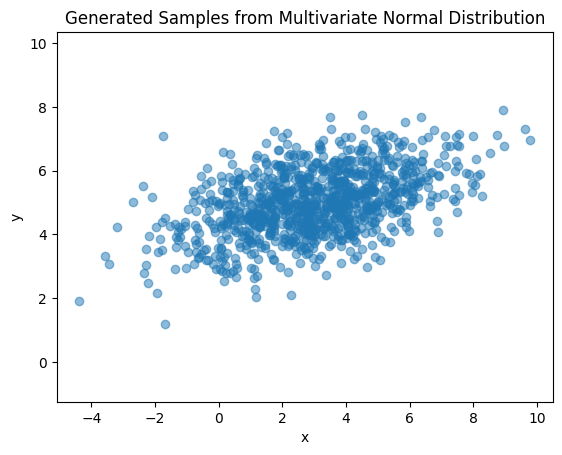 Generated Samples from Multivariate Normal Distribution
10
8
6
4
2
0
y
−4 −2 0 2 4 6 8 10
x